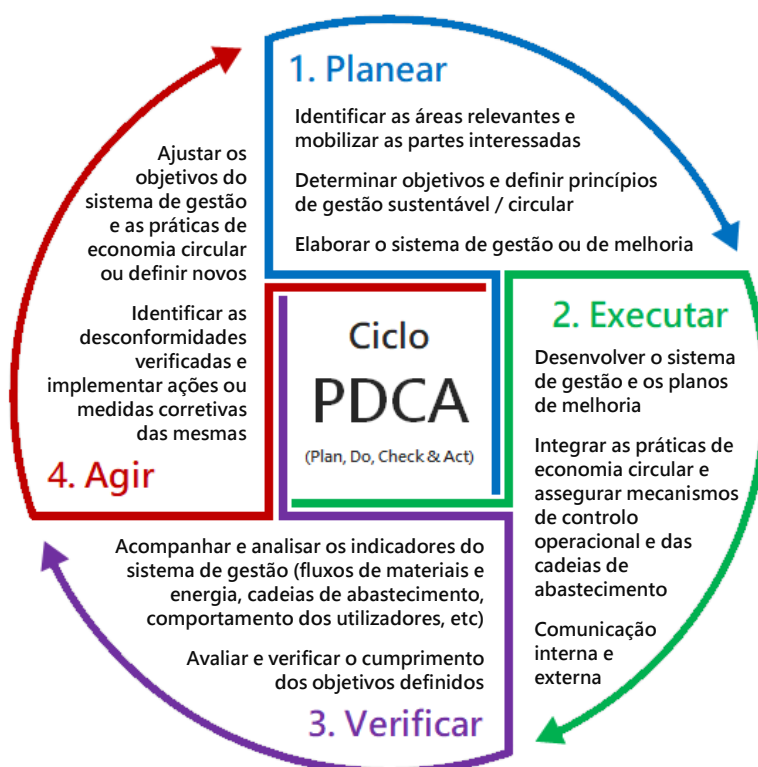 1. Planear
Identificar as áreas relevantes e
mobilizar as partes interessadas
Determinar objetivos e definir princípios
de gestão sustentável / circular
Elaborar o sistema de gestão ou de melhoria
2. Executar
Desenvolver o sistema
de gestão e os planos
de melhoria
Integrar as práticas de
economia circular e
assegurar mecanismos
de controlo
operacional e das
cadeias de
abastecimento
Comunicação
interna e
externa
3. Verificar
Acompanhar e analisar os indicadores do
sistema de gestão (fluxos de materiais e
energia, cadeias de abastecimento,
comportamento dos utilizadores, etc)
Avaliar e verificar o cumprimento
dos objetivos definidos
4. Agir
Ajustar os
objetivos do
sistema de gestão
e as práticas de
economia circular
ou definir novos
Identificar as
desconformidades
verificadas e
implementar ações ou
medidas corretivas
das mesmas
Ciclo
PDCA
(Plan, Do, Check & Act)